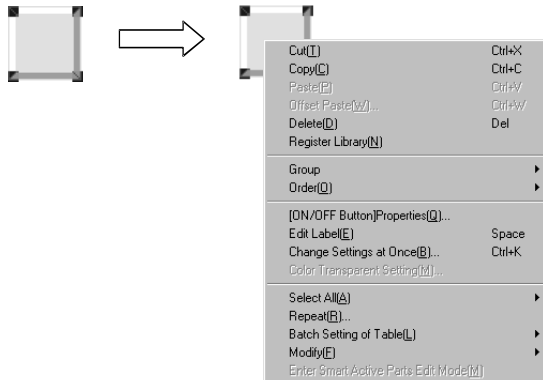 Cut(T) Ctrl+X
Copy(C) Ctrl+C
Paste(P) Ctrl+V
Offset Paste(W)... Ctrl+W
Delete(D) Del
Register Library(N)
Group
Order(O)
[ON/OFF Button]Properties(Q)...
Edit Label(E) Space
Change Settings at Once(B)... Ctrl+K
Color Transparent Setting(M)...
Select All(A)
Repeat(R)...
Batch Setting of Table(L)
Modify(F)
Enter Smart Active Parts Edit Mode(M)